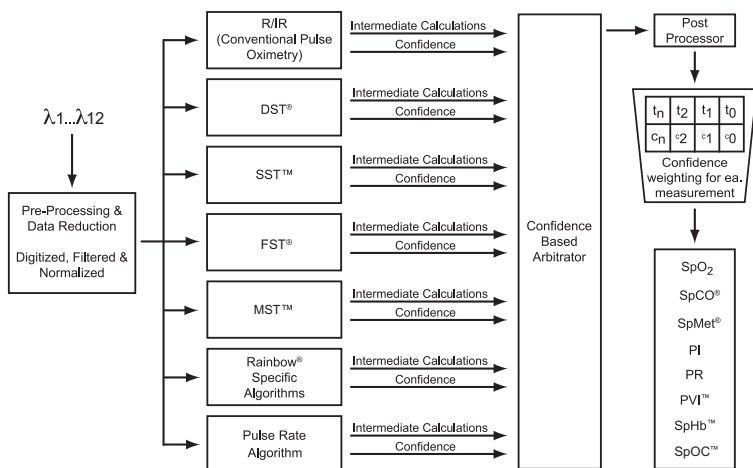 λ1...λ12
Pre-Processing &
Data Reduction
Digitized, Filtered &
Normalized
R/IR
(Conventional Pulse
Oximetry)
Intermediate Calculations
Confidence
DST®
Intermediate Calculations
Confidence
SST™
Intermediate Calculations
Confidence
FST®
Intermediate Calculations
Confidence
MST™
Intermediate Calculations
Confidence
Rainbow®
Specific
Algorithms
Intermediate Calculations
Confidence
Pulse Rate
Algorithm
Intermediate Calculations
Confidence
Confidence
Based
Arbitrator
Post
Processor
tn t2 t1 t0
cn c2 c1 c0
Confidence
weighting for ea.
measurement
SpO2
SpCO®
SpMet®
PI
PR
PVI™
SpHb™
SpOC™